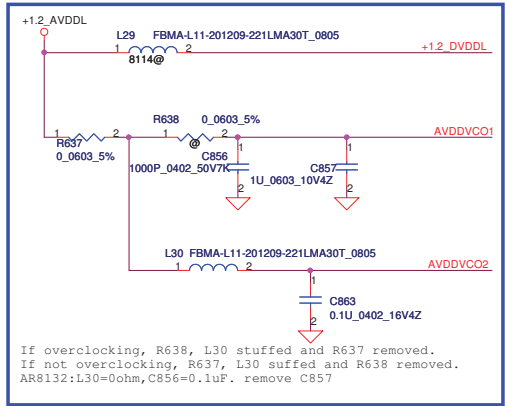 +1.2_AVDDL
L29 FBMA-L11-201209-221LMA30T_0805
1 2
8114@
+1.2_DVDDL
R638 0_0603_5%
1 2 1 2
@
R637
0_0603_5%
AVDDVCO1
1 1
C856
1000P_0402_50V7K
C857
1U_0603_10V4Z
2 2
L30 FBMA-L11-201209-221LMA30T_0805
1 2
AVDDVCO2
1
C863
0.1U_0402_16V4Z
2
If overclocking, R638, L30 stuffed and R637 removed.
If not overclocking, R637, L30 suffed and R638 removed.
AR8132:L30=0ohm,C856=0.1uF. remove C857